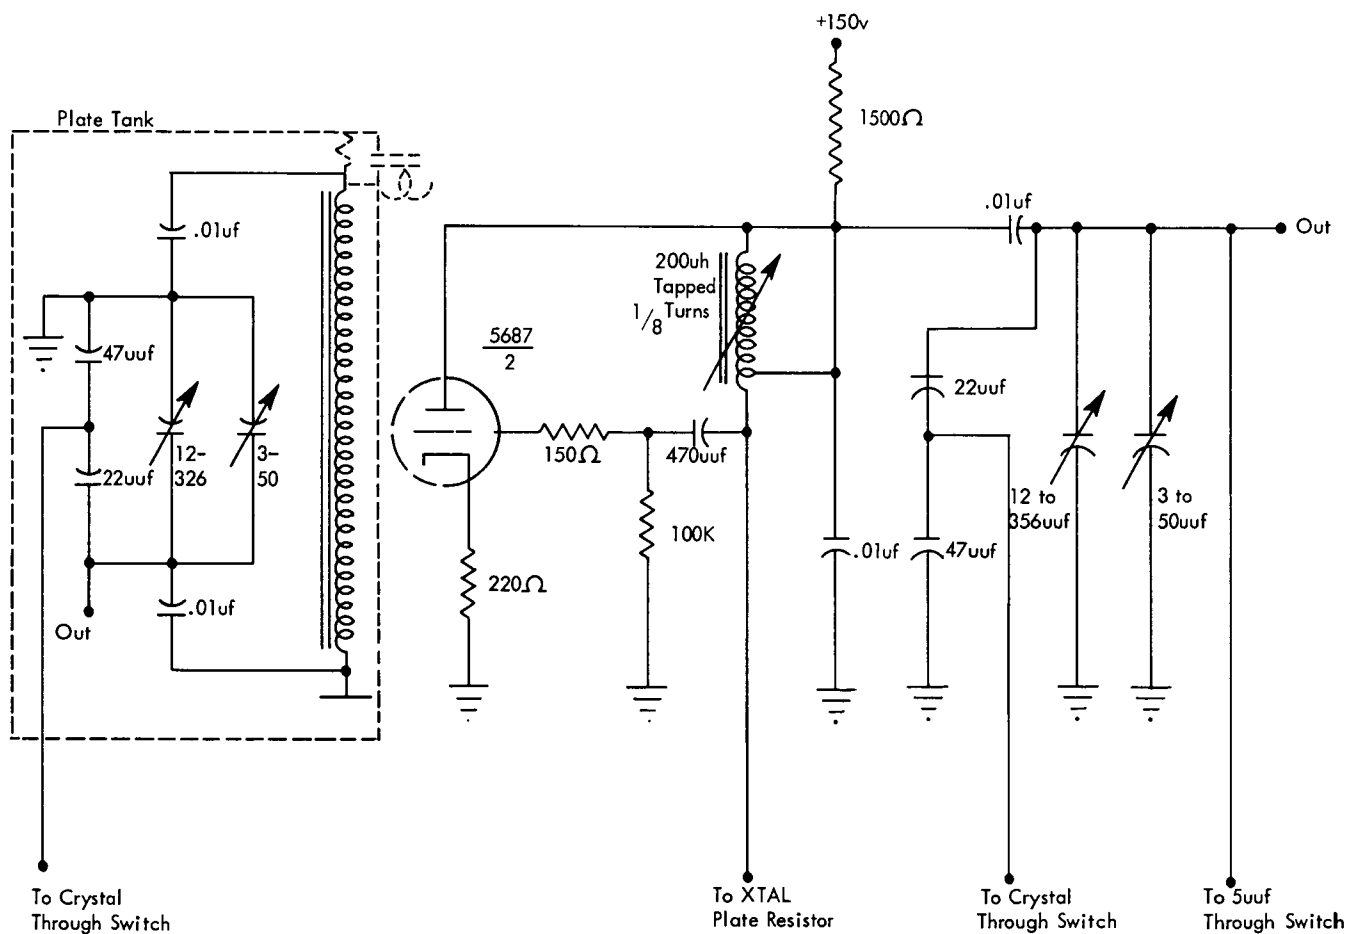 +150v
1500Ω
Plate Tank
.01uf
.01uf
Out
200uh
Tapped
1/8 Turns
5687
2
47uuf
22uuf
12-
326
3-
50
150Ω
470uuf
22uuf
12 to
356uuf
3 to
50uuf
100K
.01uf
47uuf
220Ω
.01uf
Out
To Crystal
Through Switch
To XTAL
Plate Resistor
To Crystal
Through Switch
To 5uuf
Through Switch